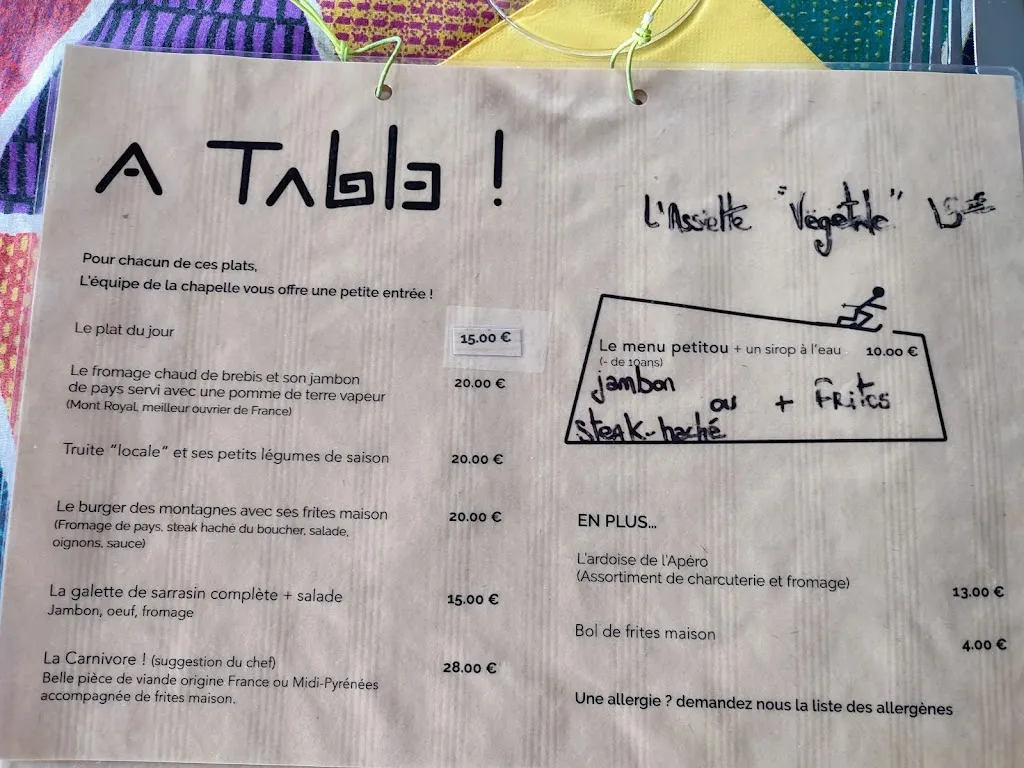 A TABLE !
Pour chacun de ces plats,
L'équipe de la chapelle vous offre une petite entrée !
Le plat du jour 15.00 €
Le fromage chaud de brebis et son jambon
de pays servi avec une pomme de terre vapeur 20.00 €
(Mont Royal, meilleur ouvrier de France)
Truite "locale" et ses petits légumes de saison 20.00 €
Le burger des montagnes avec ses frites maison 20.00 €
(Fromage de pays, steak haché du boucher, salade,
oignons, sauce)
La galette de sarrasin complète + salade 15.00 €
Jambon, oeuf, fromage
La Carnivore ! (suggestion du chef) 28.00 €
Belle pièce de viande origine France ou Midi-Pyrénées
accompagnée de frites maison.
L'Assiette "Végétale" 15€
Le menu petitou + un sirop à l'eau 10.00 €
(- de 10ans)
jambon
ou + Frites
steak-haché
EN PLUS...
L'ardoise de l'Apéro
(Assortiment de charcuterie et fromage) 13.00 €
Bol de frites maison 4.00 €
Une allergie ? demandez nous la liste des allergènes